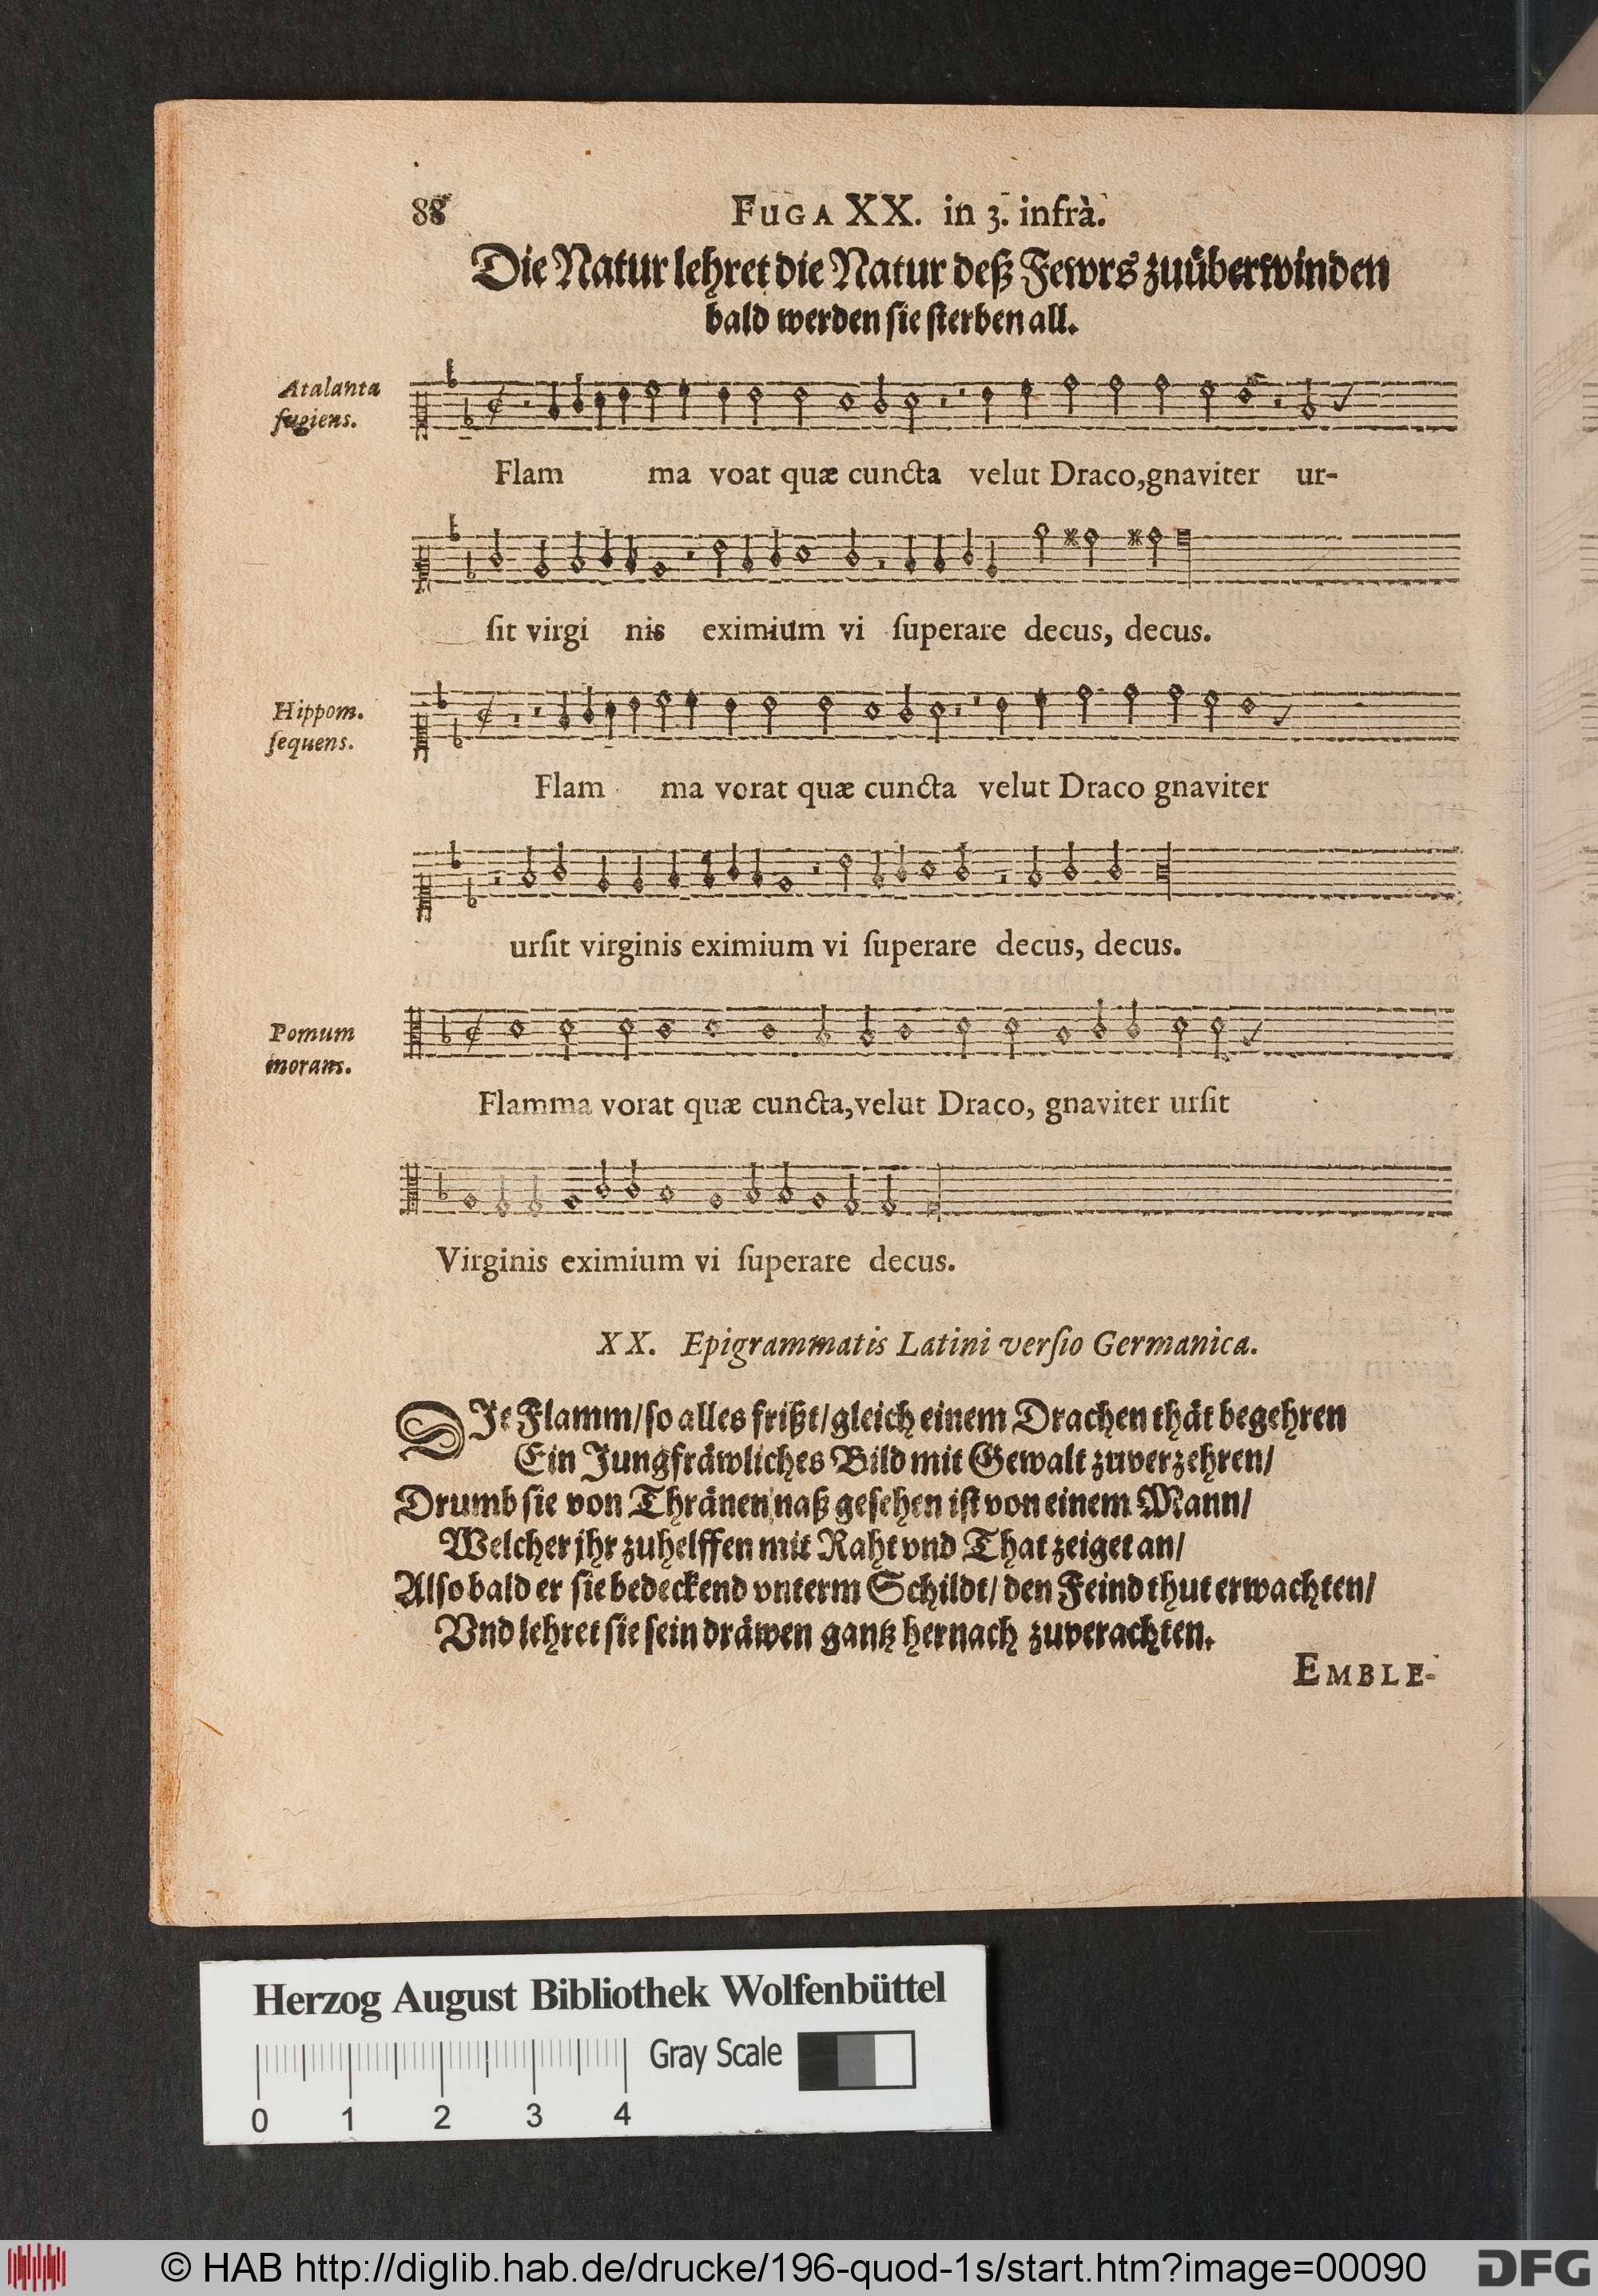 88 FUGA XX. in 3. infrà.
Die Natur lehret die Natur deß Fewrs zuüberwinden
bald werden sie sterben all.
Atalanta
fugiens.
Flam ma voat quæ cuncta velut Draco,gnaviter ur-
ſit virgi nis eximium vi ſuperare decus, decus.
Hippom.
ſequens.
Flam ma vorat quæ cuncta velut Draco gnaviter
urſit virginis eximium vi ſuperare decus, decus.
Pomum
morans.
Flamma vorat quæ cuncta,velut Draco, gnaviter urſit
Virginis eximium vi ſuperare decus.
XX. Epigrammatis Latini verſio Germanica.
DIe Flamm/so alles frißt/gleich einem Drachen thät begehren
Ein Jungfräwliches Bild mit Gewalt zuverzehren/
Drumb sie von Thränen naß gesehen ist von einem Mann/
Welcher jhr zuhelffen mit Raht vnd That zeiget an/
Also bald er sie bedeckend vnterm Schildt/ den Feind thut erwachten/
Vnd lehret sie sein dräwen gantz hernach zuverachten.
EMBLE-
Herzog August Bibliothek Wolfenbüttel
Gray Scale
0 1 2 3 4
© HAB http://diglib.hab.de/drucke/196-quod-1s/start.htm?image=00090 DFG